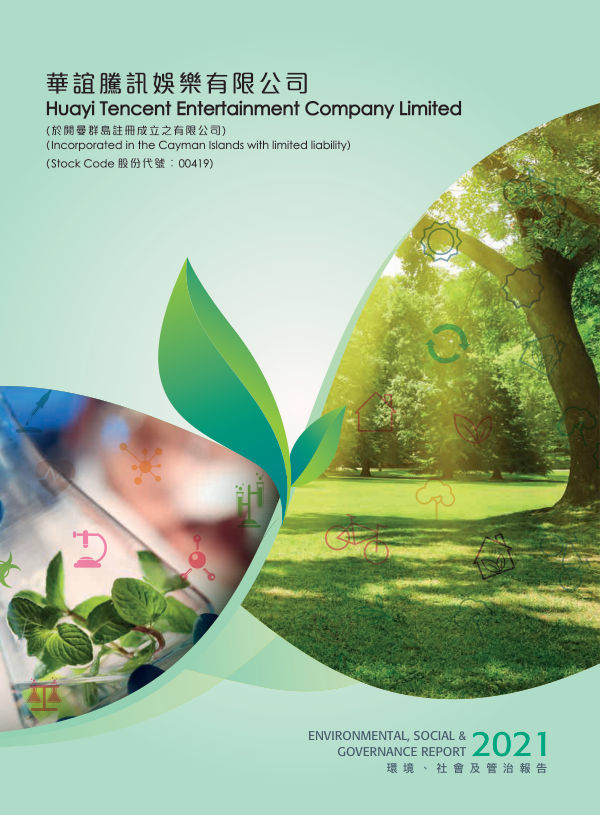 華誼騰訊娛樂有限公司
Huayi Tencent Entertainment Company Limited
(於開曼群島註冊成立之有限公司)
(Incorporated in the Cayman Islands with limited liability)
(Stock Code 股份代號：00419)
ENVIRONMENTAL, SOCIAL &
GOVERNANCE REPORT 2021
環境、社會及管治報告